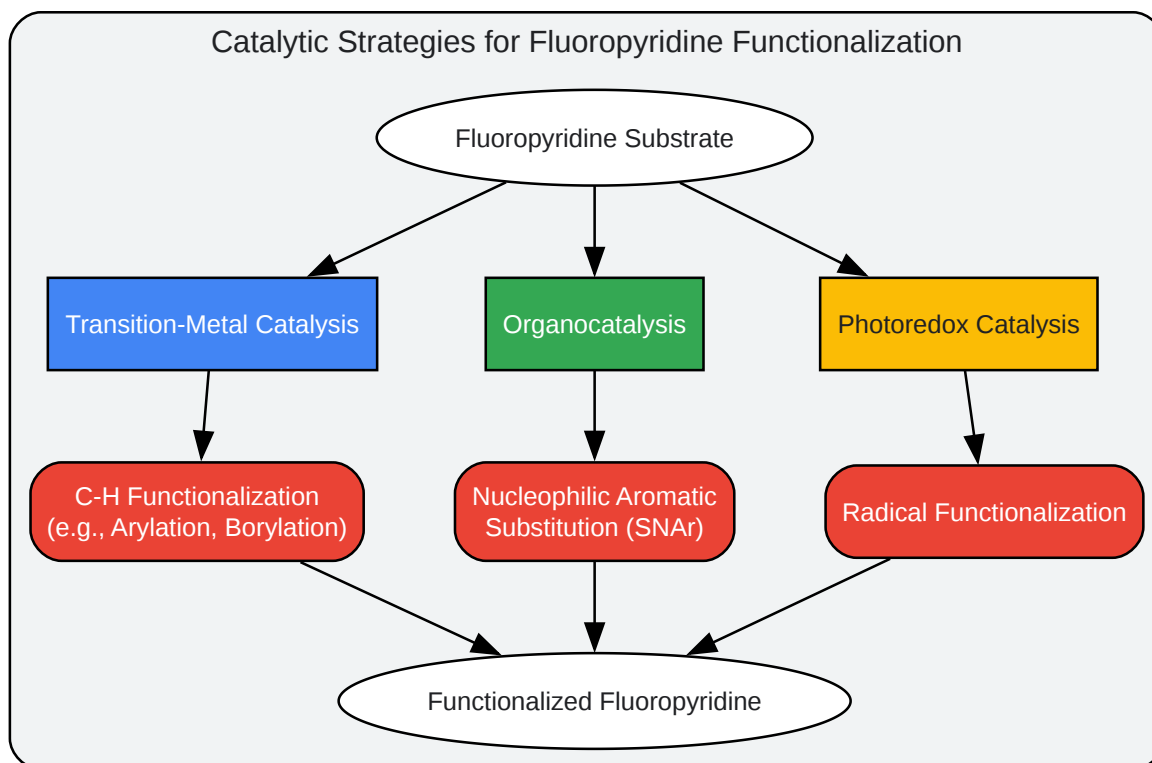 Catalytic Strategies for Fluoropyridine Functionalization
Fluoropyridine Substrate
Transition-Metal Catalysis
Organocatalysis
Photoredox Catalysis
C-H Functionalization
(e.g., Arylation, Borylation)
Nucleophilic Aromatic
Substitution (SNAr)
Radical Functionalization
Functionalized Fluoropyridine